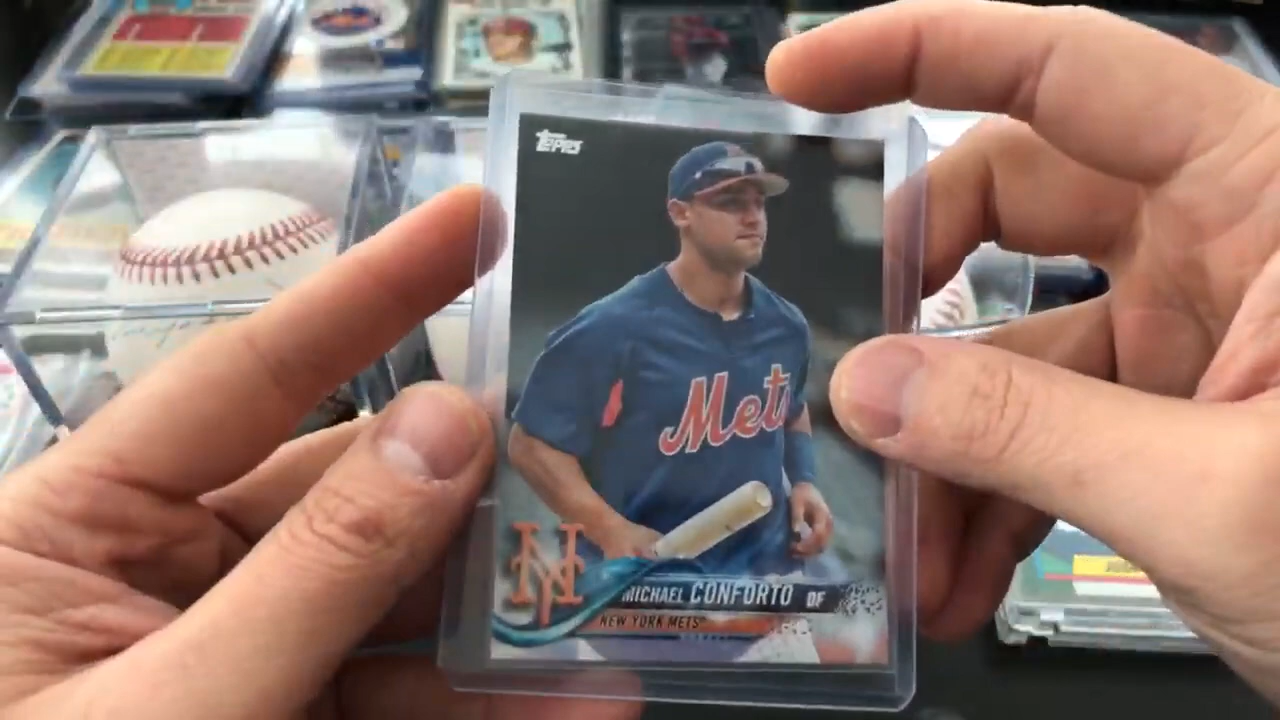 Topps
Mets
NY
MICHAEL CONFORTO OF
NEW YORK METS